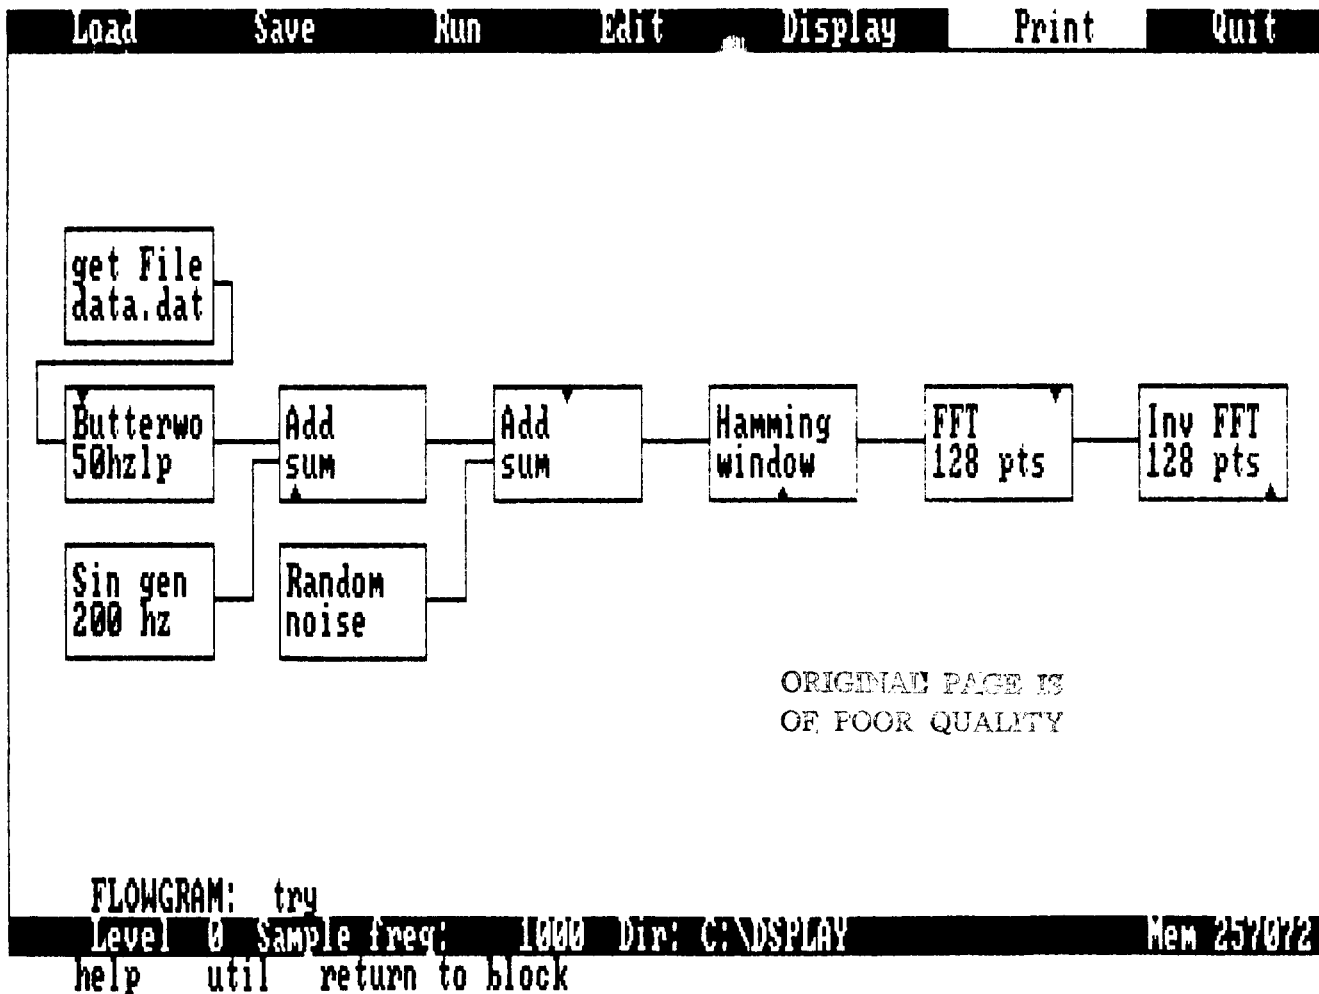 Load Save Run Edit Display Print Quit
get File
data.dat
Butterwo
50hzlp
Add
sum
Add
sum
Hamming
window
FFT
128 pts
Inv FFT
128 pts
Sin gen
200 hz
Random
noise
ORIGINAL PAGE IS
OF POOR QUALITY
FLOWGRAM: try
Level 0 Sample freq: 1000 Dir: C:\DSPLAY Mem 257072
help util return to block